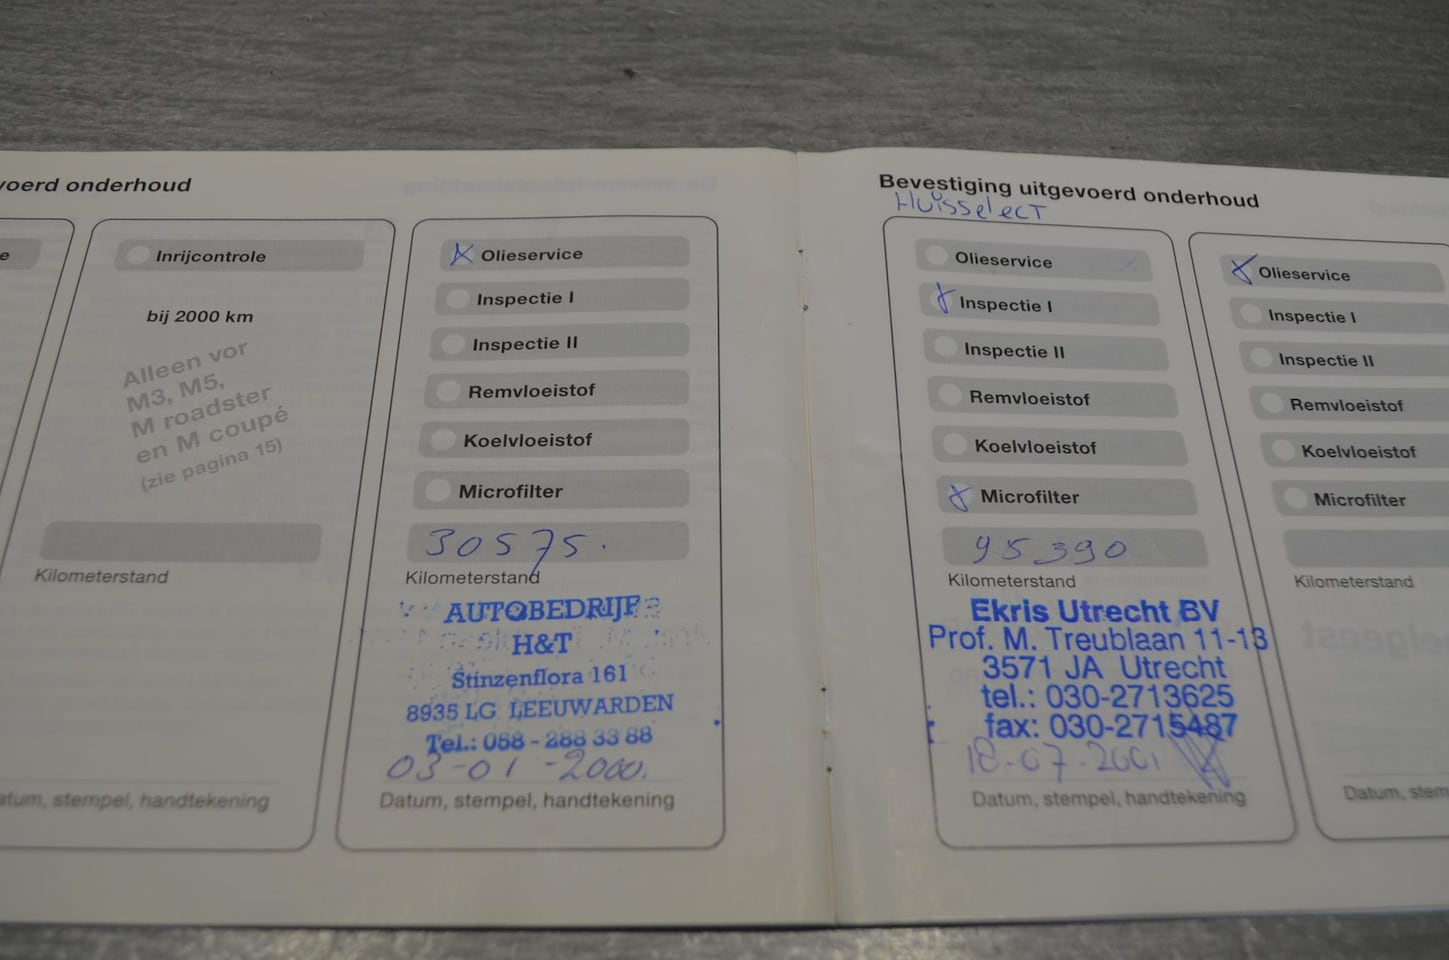 voerd onderhoud
e
Inrijcontrole
bij 2000 km
Alleen vor
M3, M5,
M roadster
en M coupé
(zie pagina 15)
Kilometerstand
atum, stempel, handtekening
Olieservice
Inspectie I
Inspectie II
Remvloeistof
Koelvloeistof
Microfilter
30575.
Kilometerstand
AUTOBEDRIJF
H&T
Stinzenflora 161
8935 LG LEEUWARDEN
Tel.: 058 - 288 33 88
03-01-2000.
Datum, stempel, handtekening
Bevestiging uitgevoerd onderhoud
Huisselect
Olieservice
Inspectie I
Inspectie II
Remvloeistof
Koelvloeistof
Microfilter
95390
Kilometerstand
Ekris Utrecht BV
Prof. M. Treublaan 11-13
3571 JA Utrecht
tel.: 030-2713625
fax: 030-2715487
18-07-2001
Datum, stempel, handtekening
Olieservice
Inspectie I
Inspectie II
Remvloeistof
Koelvloeistof
Microfilter
Kilometerstand
Datum, stem